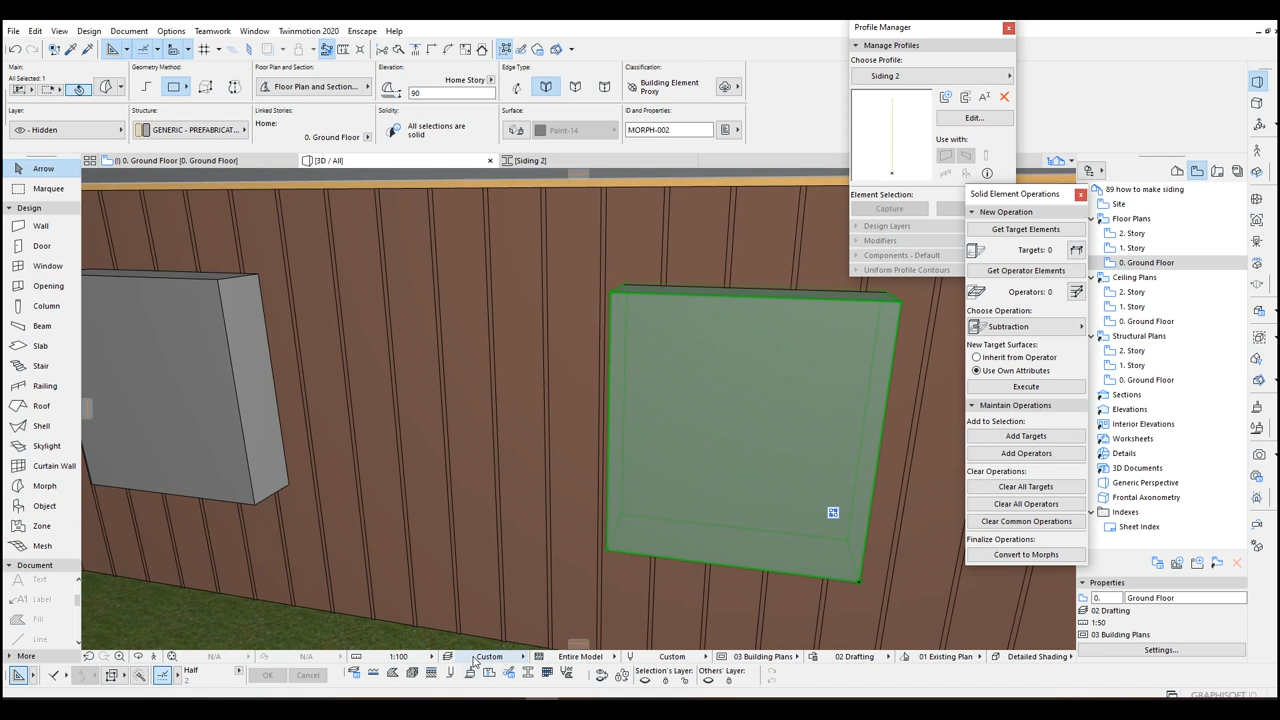 File Edit View Design Document Options Teamwork Window Twinmotion 2020 Enscape Help
Main:
All Selected: 1
Geometry Method:
Floor Plan and Section:
Floor Plan and Section...
Elevation:
Home Story
90
Edge Type:
Classification:
Building Element
Proxy
Layer:
- Hidden
Structure:
GENERIC - PREFABRICAT...
Linked Stories:
Home:
0. Ground Floor
Solidity:
All selections are
solid
Surface:
Paint-14
ID and Properties:
MORPH-002
(!) 0. Ground Floor [0. Ground Floor]
[3D / All]
[Siding 2]
Arrow
Marquee
Design
Wall
Door
Window
Opening
Column
Beam
Slab
Stair
Railing
Roof
Shell
Skylight
Curtain Wall
Morph
Object
Zone
Mesh
Document
Text
Label
Fill
Line
More
Profile Manager
Manage Profiles
Choose Profile:
Siding 2
Edit...
Use with:
Element Selection:
Capture
Design Layers
Modifiers
Components - Default
Uniform Profile Contours
Solid Element Operations
New Operation
Get Target Elements
Targets: 0
Get Operator Elements
Operators: 0
Choose Operation:
Subtraction
New Target Surfaces:
Inherit from Operator
Use Own Attributes
Execute
Maintain Operations
Add to Selection:
Add Targets
Add Operators
Clear Operations:
Clear All Targets
Clear All Operators
Clear Common Operations
Finalize Operations:
Convert to Morphs
89 how to make siding
Site
Floor Plans
2. Story
1. Story
0. Ground Floor
Ceiling Plans
2. Story
1. Story
0. Ground Floor
Structural Plans
2. Story
1. Story
0. Ground Floor
Sections
Elevations
Interior Elevations
Worksheets
Details
3D Documents
Generic Perspective
Frontal Axonometry
Indexes
Sheet Index
Properties
0. Ground Floor
02 Drafting
1:50
03 Building Plans
Settings...
N/A N/A 1:100 Custom Entire Model Custom 03 Building Plans 02 Drafting 01 Existing Plan Detailed Shading
Half
2
OK Cancel
Selection's Layer: Others' Layer:
GRAPHISOFT ID